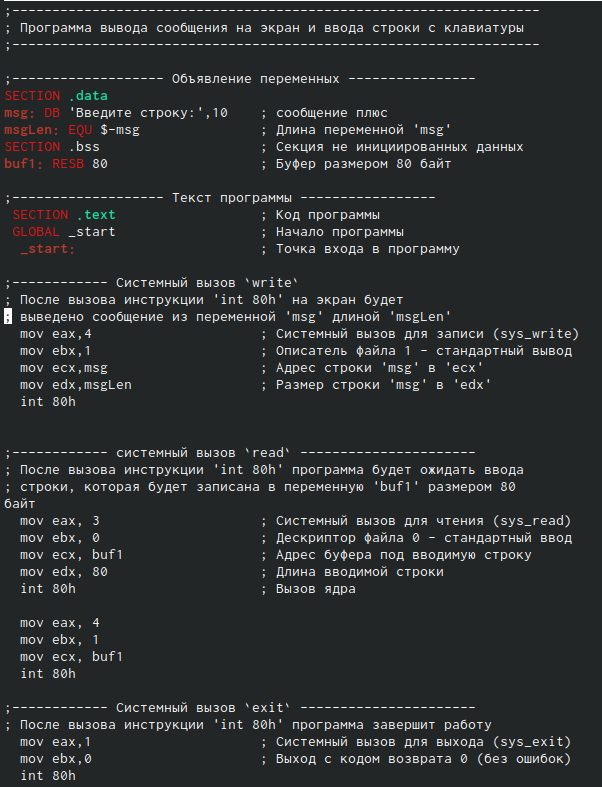 ;------------------------------------------------------------------
; Программа вывода сообщения на экран и ввода строки с клавиатуры
;------------------------------------------------------------------
;------------------- Объявление переменных ----------------
SECTION .data
msg: DB 'Введите строку:',10    ; сообщение плюс
msgLen: EQU $-msg               ; Длина переменной 'msg'
SECTION .bss                    ; Секция не инициированных данных
buf1: RESB 80                   ; Буфер размером 80 байт
;------------------- Текст программы -----------------
 SECTION .text                  ; Код программы
 GLOBAL _start                  ; Начало программы
  _start:                       ; Точка входа в программу
;------------ Системный вызов `write`
; После вызова инструкции 'int 80h' на экран будет
; выведено сообщение из переменной 'msg' длиной 'msgLen'
  mov eax,4                     ; Системный вызов для записи (sys_write)
  mov ebx,1                     ; Описатель файла 1 - стандартный вывод
  mov ecx,msg                   ; Адрес строки 'msg' в 'ecx'
  mov edx,msgLen                ; Размер строки 'msg' в 'edx'
  int 80h
;------------ системный вызов `read` ----------------------
; После вызова инструкции 'int 80h' программа будет ожидать ввода
; строки, которая будет записана в переменную 'buf1' размером 80
байт
  mov eax, 3                    ; Системный вызов для чтения (sys_read)
  mov ebx, 0                    ; Дескриптор файла 0 - стандартный ввод
  mov ecx, buf1                 ; Адрес буфера под вводимую строку
  mov edx, 80                   ; Длина вводимой строки
  int 80h                       ; Вызов ядра
  mov eax, 4
  mov ebx, 1
  mov ecx, buf1
  int 80h
;------------ Системный вызов `exit` ----------------------
; После вызова инструкции 'int 80h' программа завершит работу
  mov eax,1                     ; Системный вызов для выхода (sys_exit)
  mov ebx,0                     ; Выход с кодом возврата 0 (без ошибок)
  int 80h